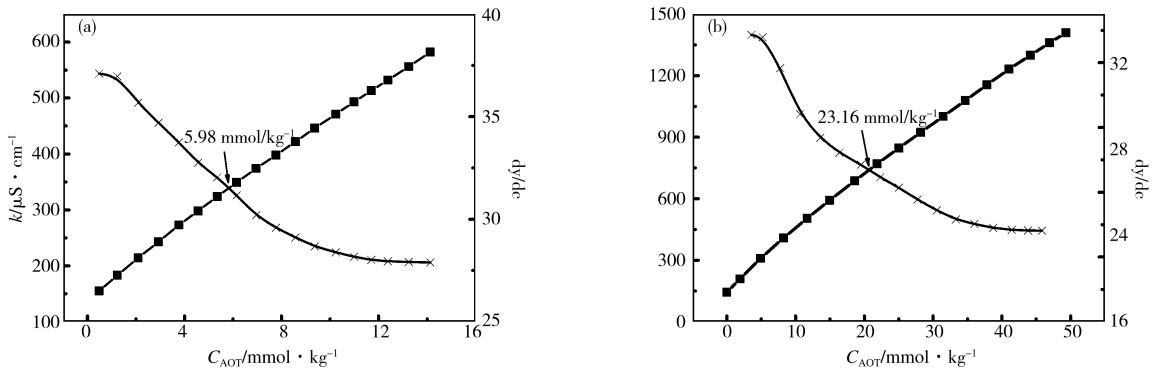 (a)
600
500
400
300
200
100
k/μS · cm⁻¹
5.98 mmol/kg⁻¹
40
35
30
25
dy/dc
0 4 8 12 16
C_AOT/mmol · kg⁻¹
(b)
1500
1200
900
600
300
0
23.16 mmol/kg⁻¹
32
28
24
16
dy/dc
0 10 20 30 40 50
C_AOT/mmol · kg⁻¹